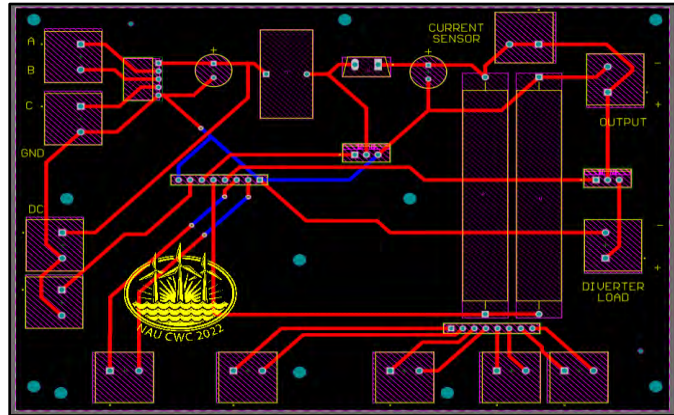 A
B
C
GND
DC
CURRENT
SENSOR
+
+
-
+
OUTPUT
-
+
DIVERTER
LOAD
NAU CWC 2022